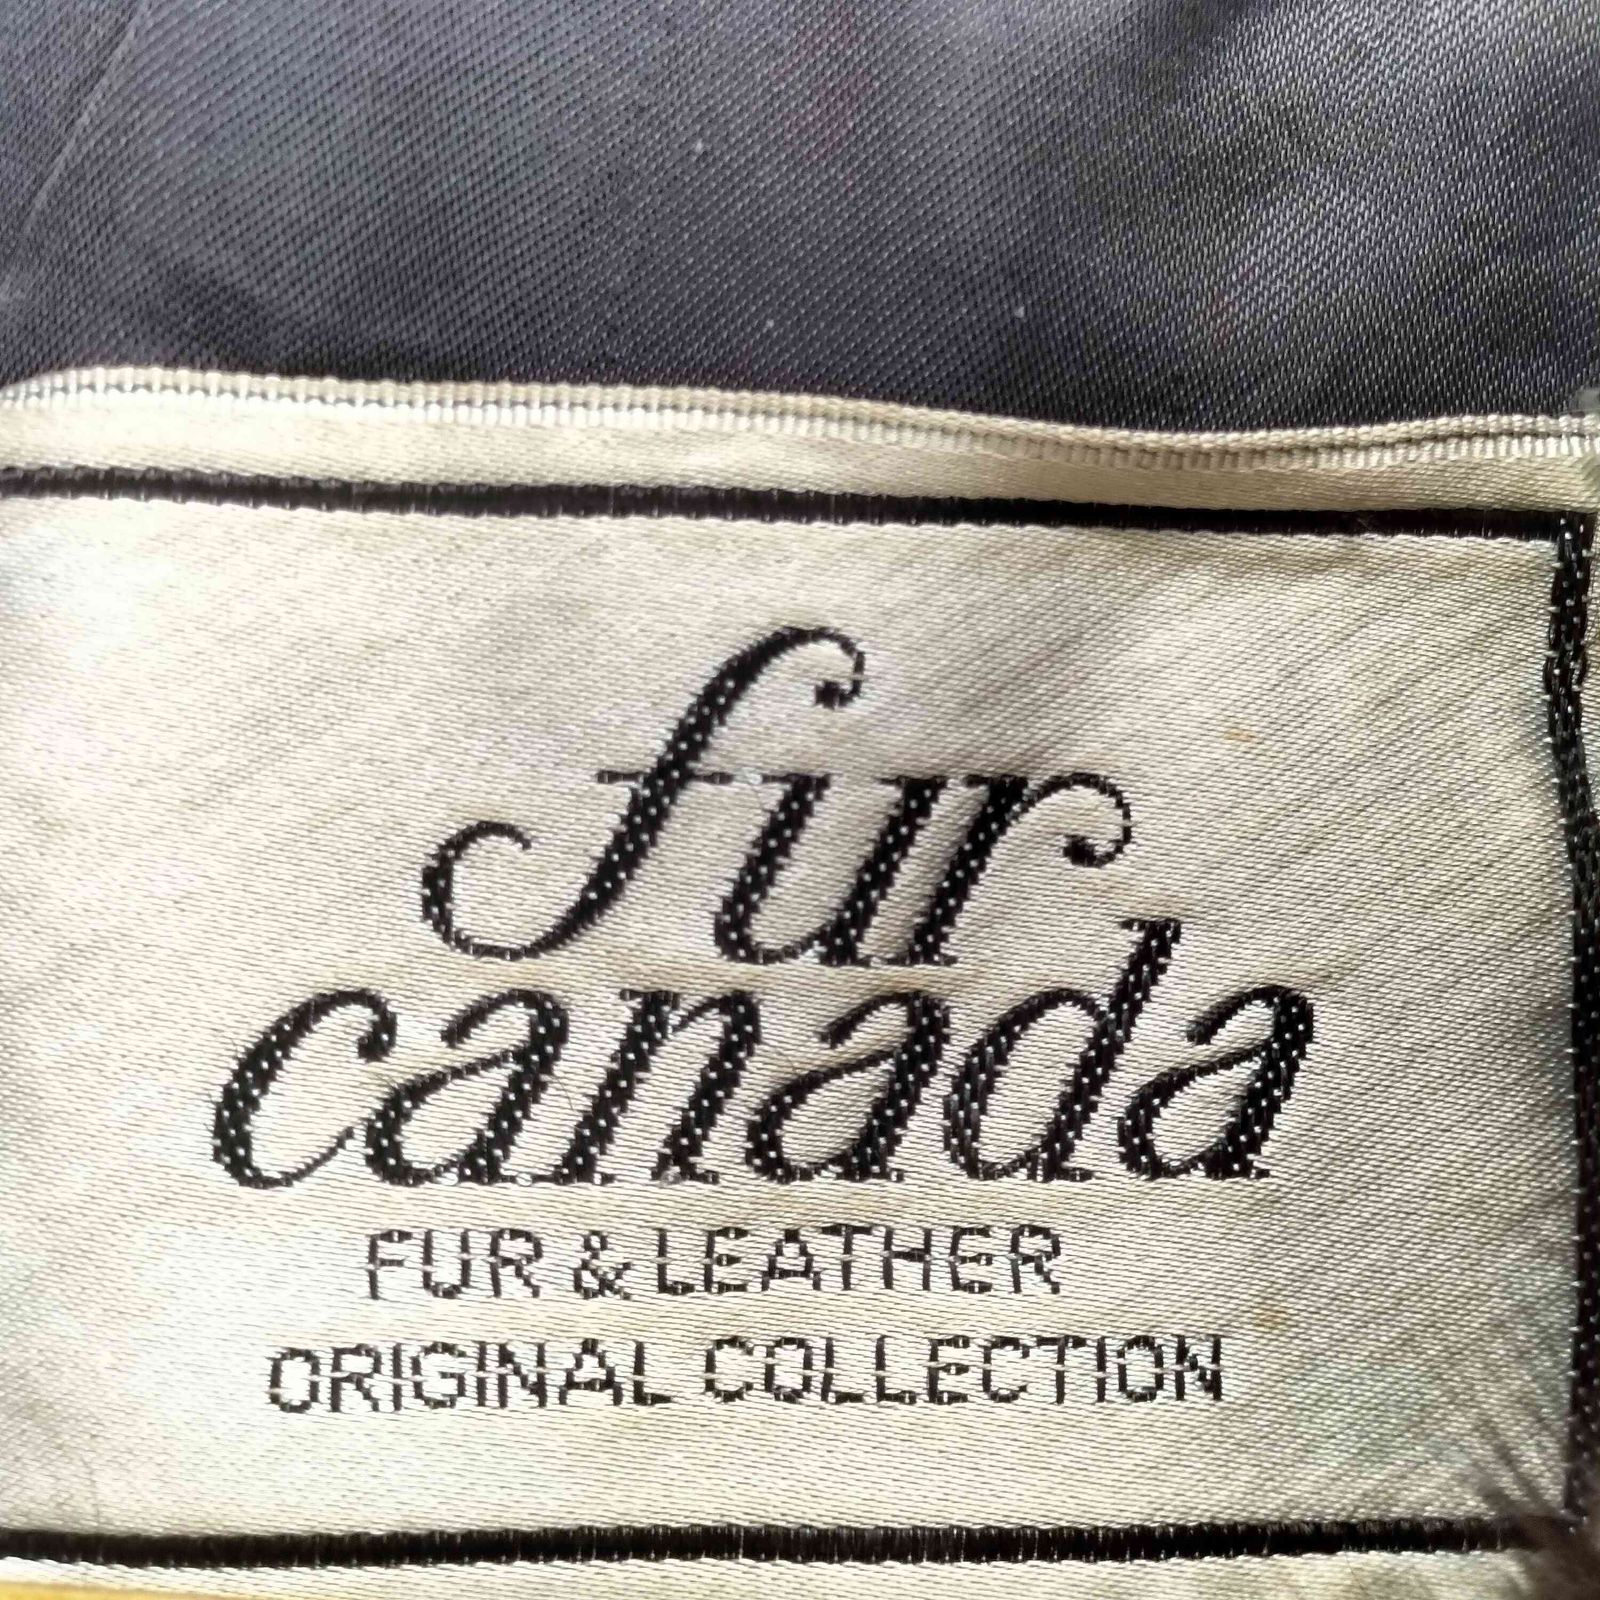 fur
canada
FUR & LEATHER
ORIGINAL COLLECTION